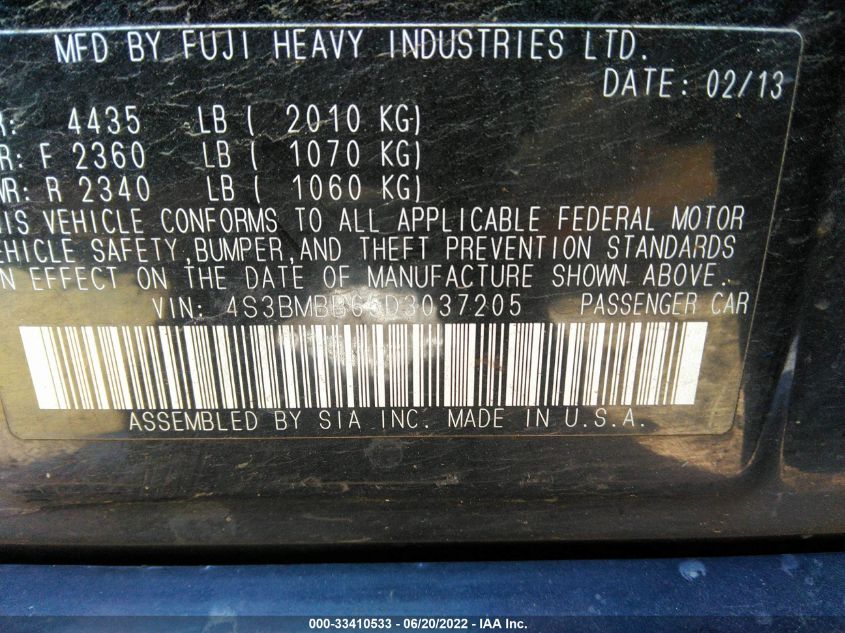 MFD BY FUJI HEAVY INDUSTRIES LTD.
DATE: 02/13
R: 4435 LB ( 2010 KG)
R: F 2360 LB ( 1070 KG)
WR: R 2340 LB ( 1060 KG)
IS VEHICLE CONFORMS TO ALL APPLICABLE FEDERAL MOTOR
EHICLE SAFETY,BUMPER,AND THEFT PREVENTION STANDARDS
N EFFECT ON THE DATE OF MANUFACTURE SHOWN ABOVE.
VIN: PASSENGER CAR
ASSEMBLED BY SIA INC. MADE IN U.S.A.
000-33410533 - 06/20/2022 - IAA Inc.